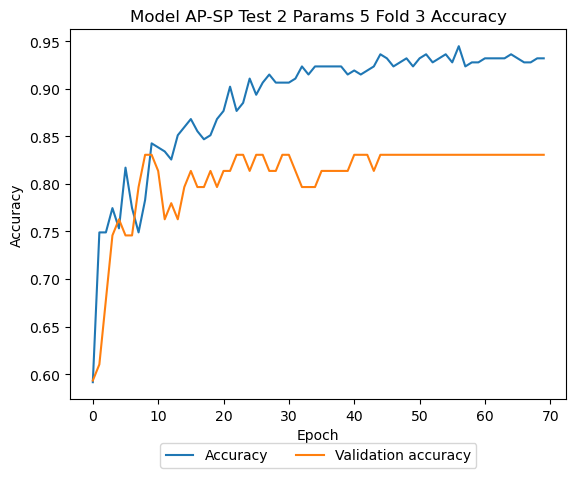 Model AP-SP Test 2 Params 5 Fold 3 Accuracy
0.95
0.90
0.85
0.80
0.75
0.70
0.65
0.60
Accuracy
0 10 20 30 40 50 60 70
Epoch
Accuracy Validation accuracy